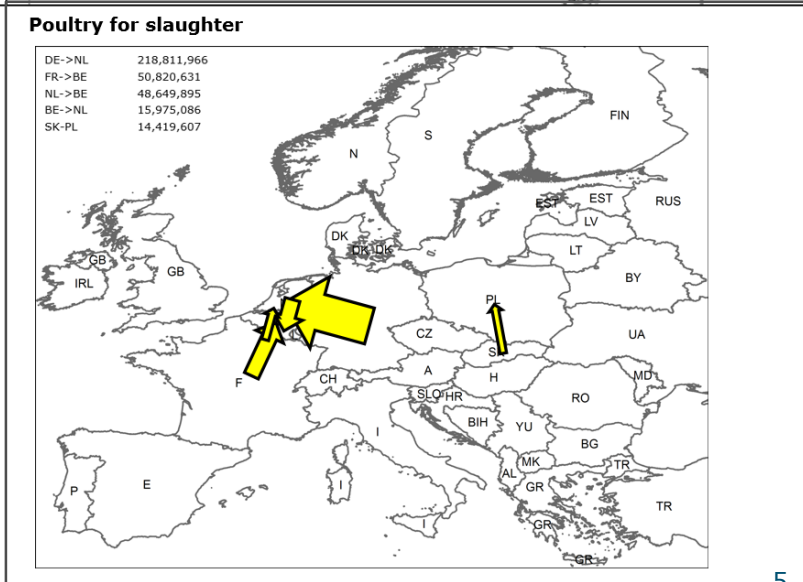 Poultry for slaughter
DE->NL 218,811,966
FR->BE 50,820,631
NL->BE 48,649,895
BE->NL 15,975,086
SK-PL 14,419,607
FIN
S
N
EST EST RUS
LV
DK
LT
DK DK
GB
GB
BY
IRL
PL
UA
CZ
A
MD
CH
H
F
SLO HR
RO
BIH
YU
I
BG
MK
TR
AL
E
I
GR
P
TR
I
GR
GR
5